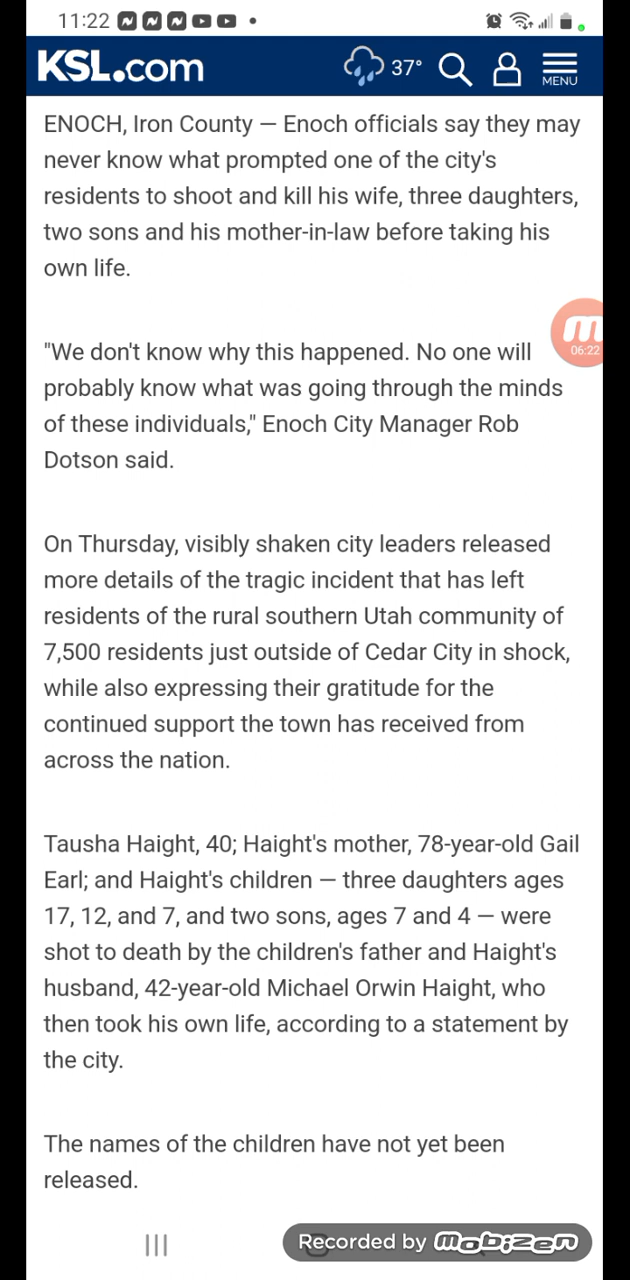 11:22
KSL.com 37° MENU
ENOCH, Iron County — Enoch officials say they may
never know what prompted one of the city's
residents to shoot and kill his wife, three daughters,
two sons and his mother-in-law before taking his
own life.
"We don't know why this happened. No one will
probably know what was going through the minds
of these individuals," Enoch City Manager Rob
Dotson said.
m
06:22
On Thursday, visibly shaken city leaders released
more details of the tragic incident that has left
residents of the rural southern Utah community of
7,500 residents just outside of Cedar City in shock,
while also expressing their gratitude for the
continued support the town has received from
across the nation.
Tausha Haight, 40; Haight's mother, 78-year-old Gail
Earl; and Haight's children — three daughters ages
17, 12, and 7, and two sons, ages 7 and 4 — were
shot to death by the children's father and Haight's
husband, 42-year-old Michael Orwin Haight, who
then took his own life, according to a statement by
the city.
The names of the children have not yet been
released.
Recorded by mobizen